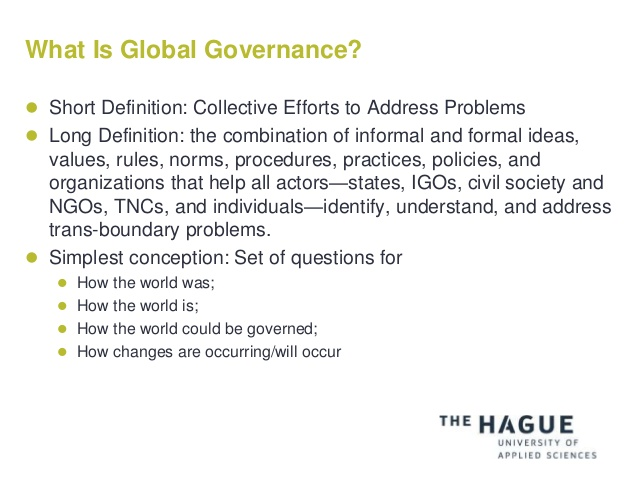 What Is Global Governance?
Short Definition: Collective Efforts to Address Problems
Long Definition: the combination of informal and formal ideas,
values, rules, norms, procedures, practices, policies, and
organizations that help all actors—states, IGOs, civil society and
NGOs, TNCs, and individuals—identify, understand, and address
trans-boundary problems.
Simplest conception: Set of questions for
How the world was;
How the world is;
How the world could be governed;
How changes are occurring/will occur
THE HAGUE
UNIVERSITY OF
APPLIED SCIENCES